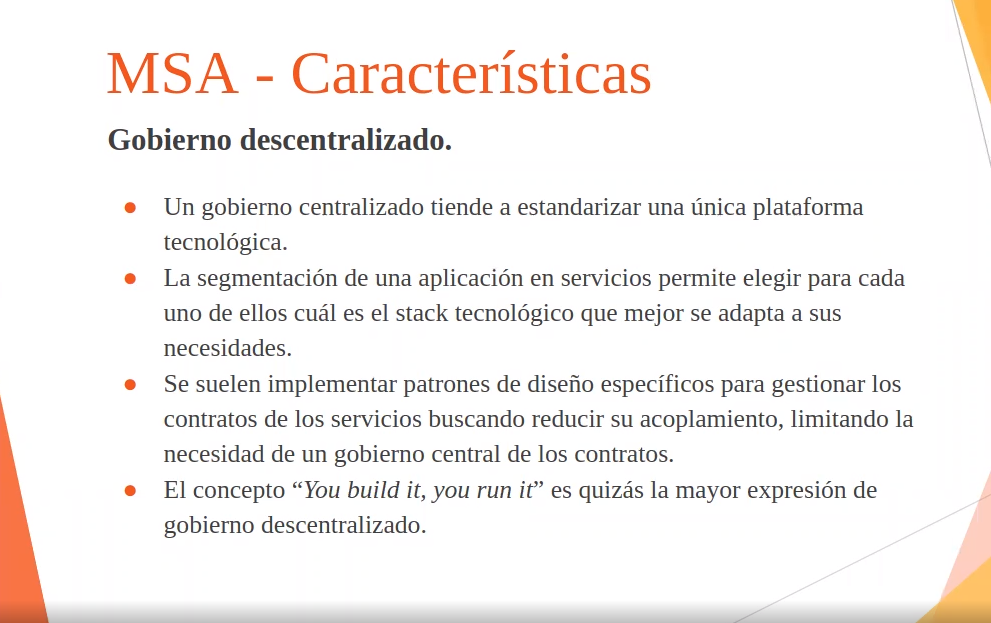 MSA - Características
Gobierno descentralizado.
● Un gobierno centralizado tiende a estandarizar una única plataforma
tecnológica.
● La segmentación de una aplicación en servicios permite elegir para cada
uno de ellos cuál es el stack tecnológico que mejor se adapta a sus
necesidades.
● Se suelen implementar patrones de diseño específicos para gestionar los
contratos de los servicios buscando reducir su acoplamiento, limitando la
necesidad de un gobierno central de los contratos.
● El concepto “You build it, you run it” es quizás la mayor expresión de
gobierno descentralizado.